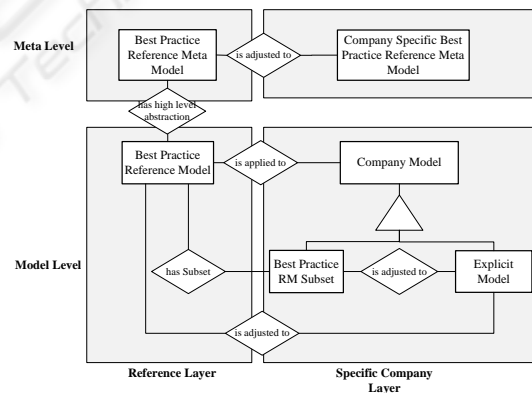 Meta Level
Best Practice
Reference Meta
Model
is adjusted to
Company Specific Best
Practice Reference Meta
Model
has high level
abstraction
Best Practice
Reference Model
is applied to
Company Model
Model Level
has Subset
Best Practice
RM Subset
is adjusted to
Explicit
Model
is adjusted to
Reference Layer
Specific Company
Layer